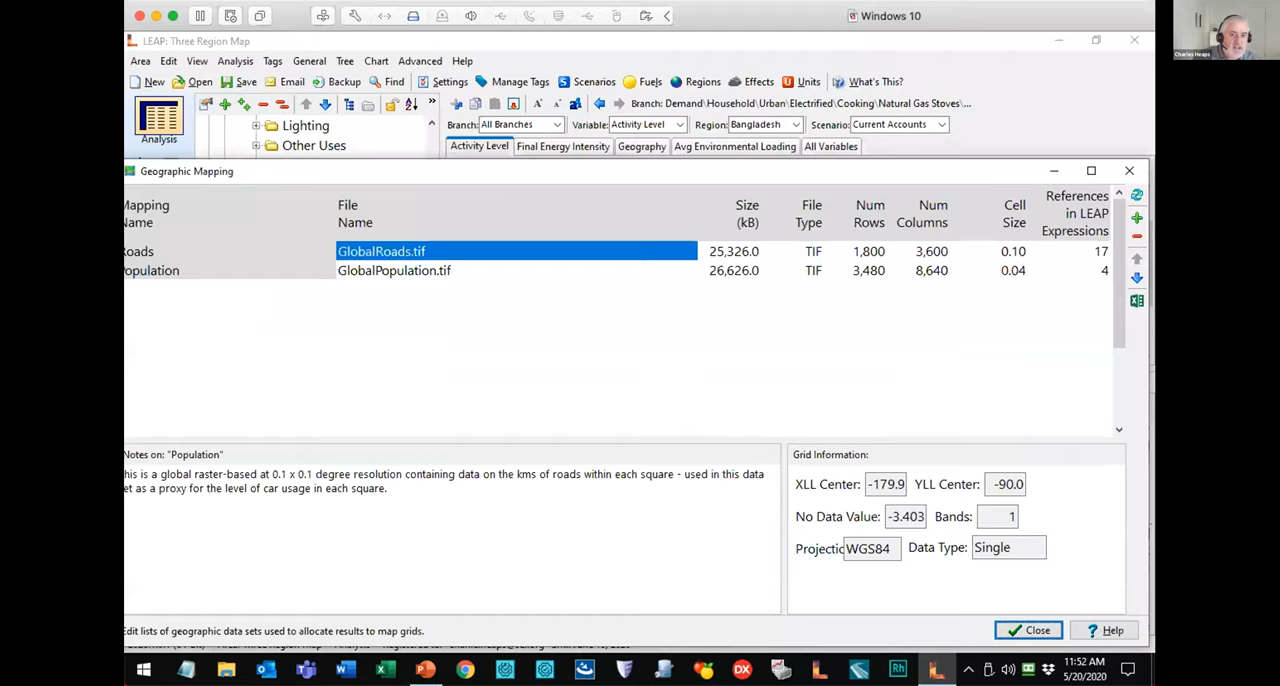 Windows 10
Charles Heaps
LEAP: Three Region Map
Area Edit View Analysis Tags General Tree Chart Advanced Help
New Open Save Email Backup Find Settings Manage Tags Scenarios Fuels Regions Effects Units What's This?
Analysis
Branch: Demand\Household\Urban\Electrified\Cooking\Natural Gas Stoves\...
Lighting
Other Uses
Branch: All Branches Variable: Activity Level Region: Bangladesh Scenario: Current Accounts
Activity Level Final Energy Intensity Geography Avg Environmental Loading All Variables
Geographic Mapping
Mapping File Size File Num Num Cell References
Name Name (kB) Type Rows Columns Size in LEAP
Expressions
Roads GlobalRoads.tif 25,326.0 TIF 1,800 3,600 0.10 17
Population GlobalPopulation.tif 26,626.0 TIF 3,480 8,640 0.04 4
Notes on: "Population"
his is a global raster-based at 0.1 x 0.1 degree resolution containing data on the kms of roads within each square - used in this data
et as a proxy for the level of car usage in each square.
Grid Information:
XLL Center: -179.9 YLL Center: -90.0
No Data Value: -3.403 Bands: 1
Projectic WGS84 Data Type: Single
Edit lists of geographic data sets used to allocate results to map grids.
Close Help
11:52 AM
5/20/2020